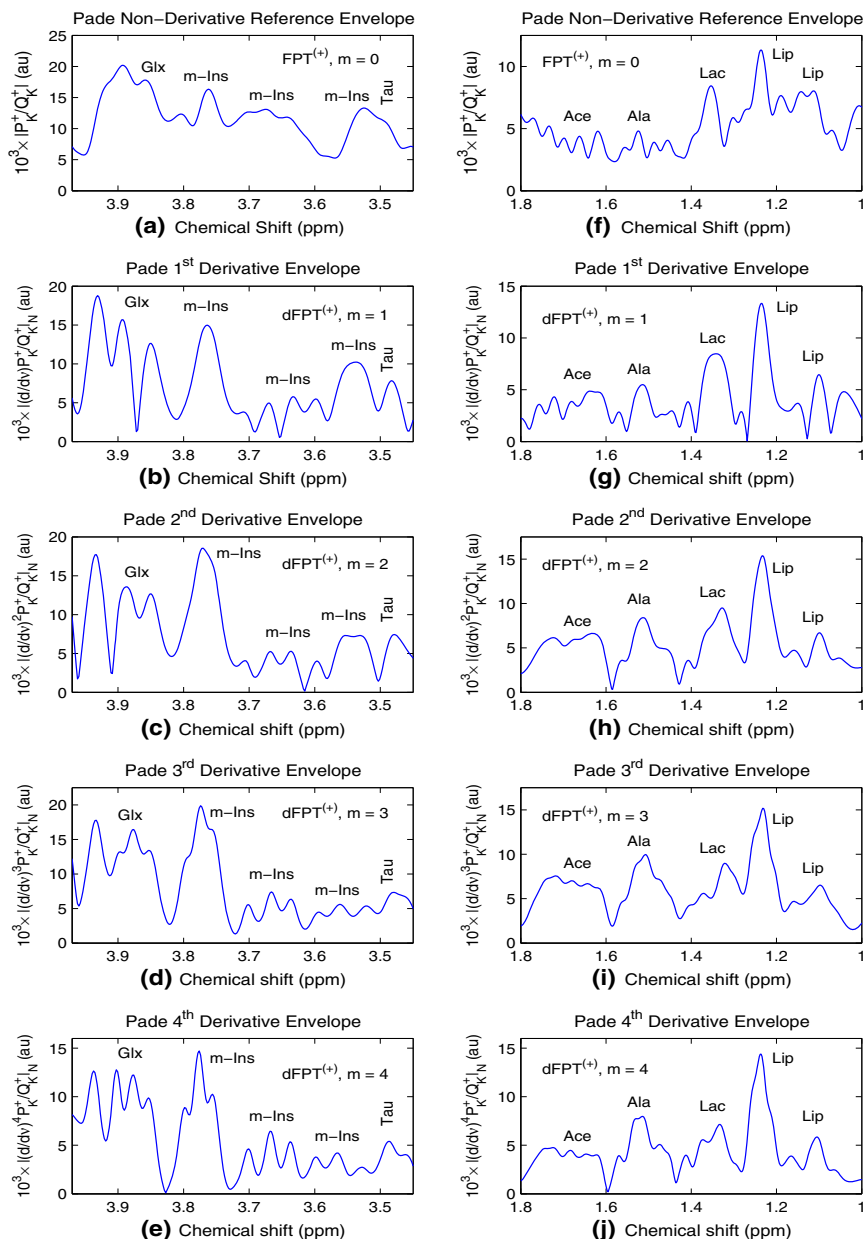 Pade Non−Derivative Reference Envelope
10³× |P⁺K/Q⁺K| (au)
25
20
15
10
5
0
FPT⁽⁺⁾, m = 0
Glx
m−Ins
m−Ins
m−Ins
Tau
3.9 3.8 3.7 3.6 3.5
(a) Chemical Shift (ppm)
Pade 1st Derivative Envelope
10³× |(d/dν)P⁺K/Q⁺K|N (au)
20
15
10
5
0
dFPT⁽⁺⁾, m = 1
Glx
m−Ins
m−Ins
m−Ins
Tau
3.9 3.8 3.7 3.6 3.5
(b) Chemical Shift (ppm)
Pade 2nd Derivative Envelope
10³× |(d/dν)²P⁺K/Q⁺K|N (au)
20
15
10
5
0
dFPT⁽⁺⁾, m = 2
Glx
m−Ins
m−Ins
m−Ins
Tau
3.9 3.8 3.7 3.6 3.5
(c) Chemical shift (ppm)
Pade 3rd Derivative Envelope
10³× |(d/dν)³P⁺K/Q⁺K|N (au)
20
15
10
5
0
dFPT⁽⁺⁾, m = 3
Glx
m−Ins
m−Ins
m−Ins
Tau
3.9 3.8 3.7 3.6 3.5
(d) Chemical shift (ppm)
Pade 4th Derivative Envelope
10³× |(d/dν)⁴P⁺K/Q⁺K|N (au)
15
10
5
0
dFPT⁽⁺⁾, m = 4
Glx
m−Ins
m−Ins
m−Ins
Tau
3.9 3.8 3.7 3.6 3.5
(e) Chemical shift (ppm)
Pade Non−Derivative Reference Envelope
10³× |P⁺K/Q⁺K| (au)
10
5
0
FPT⁽⁺⁾, m = 0
Ace
Ala
Lac
Lip
Lip
1.8 1.6 1.4 1.2 1
(f) Chemical Shift (ppm)
Pade 1st Derivative Envelope
10³× |(d/dν)P⁺K/Q⁺K|N (au)
15
10
5
0
dFPT⁽⁺⁾, m = 1
Ace
Ala
Lac
Lip
Lip
1.8 1.6 1.4 1.2 1
(g) Chemical Shift (ppm)
Pade 2nd Derivative Envelope
10³× |(d/dν)²P⁺K/Q⁺K|N (au)
15
10
5
0
dFPT⁽⁺⁾, m = 2
Ace
Ala
Lac
Lip
Lip
1.8 1.6 1.4 1.2 1
(h) Chemical shift (ppm)
Pade 3rd Derivative Envelope
10³× |(d/dν)³P⁺K/Q⁺K|N (au)
15
10
5
0
dFPT⁽⁺⁾, m = 3
Ace
Ala
Lac
Lip
Lip
1.8 1.6 1.4 1.2 1
(i) Chemical shift (ppm)
Pade 4th Derivative Envelope
10³× |(d/dν)⁴P⁺K/Q⁺K|N (au)
15
10
5
0
dFPT⁽⁺⁾, m = 4
Ace
Ala
Lac
Lip
Lip
1.8 1.6 1.4 1.2 1
(j) Chemical shift (ppm)